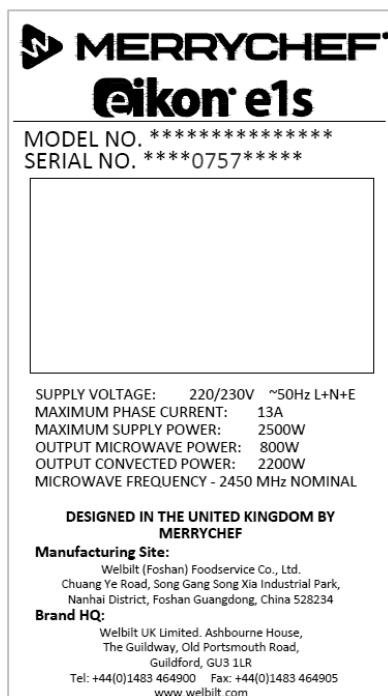 MERRYCHEF
eikon e1s
MODEL NO. ***************
SERIAL NO. ****0757*****
SUPPLY VOLTAGE: 220/230V ~50Hz L+N+E
MAXIMUM PHASE CURRENT: 13A
MAXIMUM SUPPLY POWER: 2500W
OUTPUT MICROWAVE POWER: 800W
OUTPUT CONVECTED POWER: 2200W
MICROWAVE FREQUENCY - 2450 MHz NOMINAL
DESIGNED IN THE UNITED KINGDOM BY
MERRYCHEF
Manufacturing Site:
Welbilt (Foshan) Foodservice Co., Ltd.
Chuang Ye Road, Song Gang Song Xia Industrial Park,
Nanhai District, Foshan Guangdong, China 528234
Brand HQ:
Welbilt UK Limited. Ashbourne House,
The Guildway, Old Portsmouth Road,
Guildford, GU3 1LR
Tel: +44(0)1483 464900 Fax: +44(0)1483 464905
www.welbilt.com